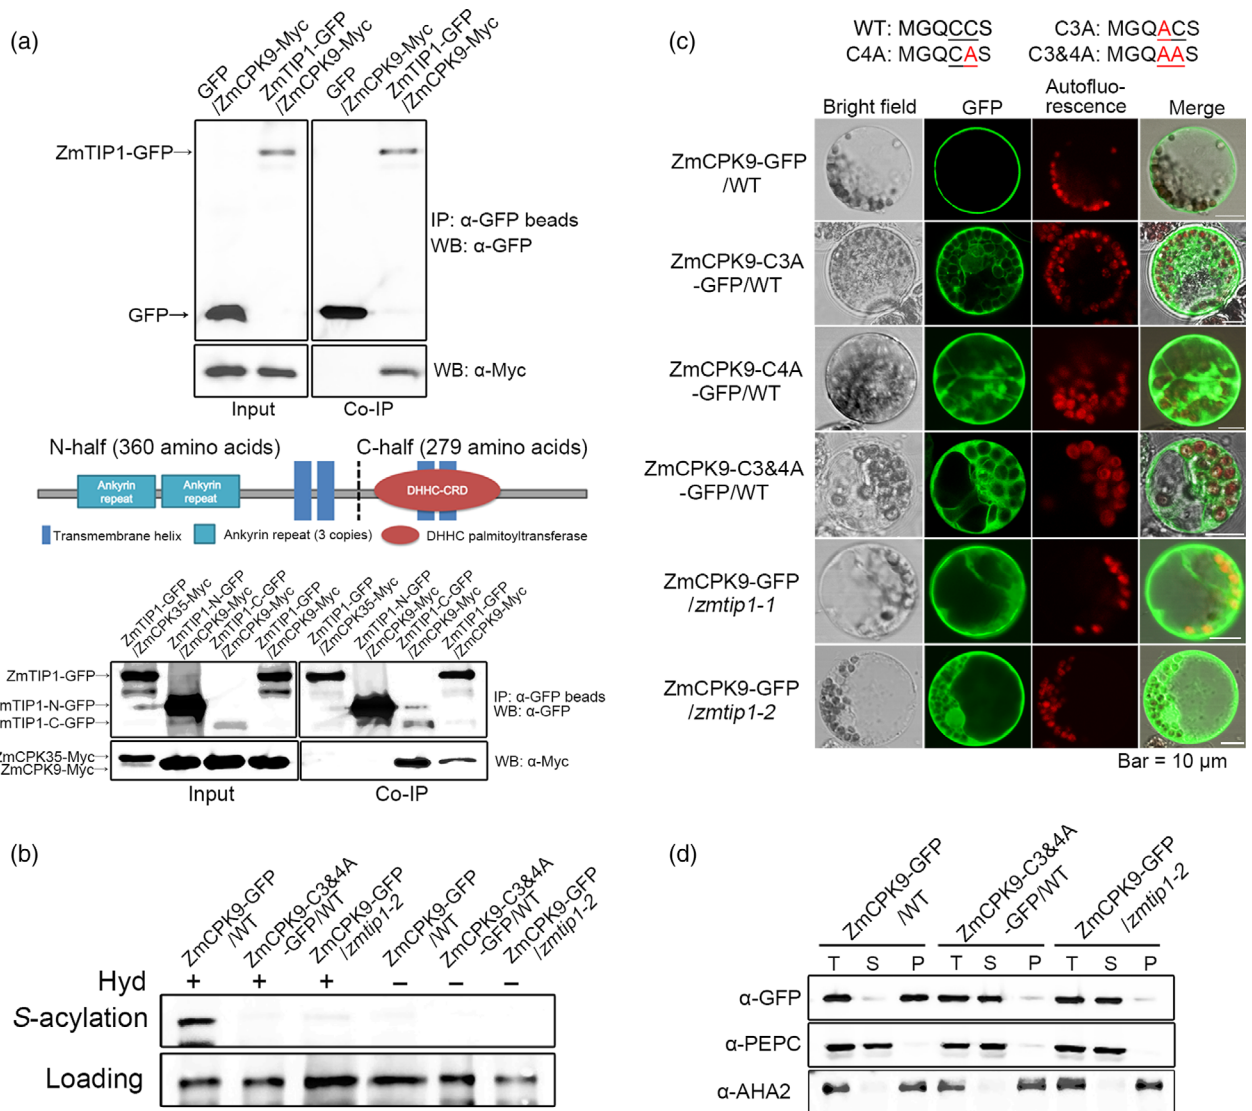 (a)
GFP
/ZmCPK9-Myc
ZmTIP1-GFP
/ZmCPK9-Myc
GFP
/ZmCPK9-Myc
ZmTIP1-GFP
/ZmCPK9-Myc
ZmTIP1-GFP→
GFP→
IP: α-GFP beads
WB: α-GFP
WB: α-Myc
Input
Co-IP
N-half (360 amino acids)
C-half (279 amino acids)
Ankyrin
repeat
Ankyrin
repeat
DHHC-CRD
Transmembrane helix
Ankyrin repeat (3 copies)
DHHC palmitoyltransferase
ZmTIP1-GFP
/ZmCPK35-Myc
ZmTIP1-N-GFP
/ZmCPK9-Myc
ZmTIP1-C-GFP
/ZmCPK9-Myc
ZmTIP1-GFP
/ZmCPK9-Myc
ZmTIP1-GFP
/ZmCPK35-Myc
ZmTIP1-N-GFP
/ZmCPK9-Myc
ZmTIP1-C-GFP
/ZmCPK9-Myc
ZmTIP1-GFP
/ZmCPK9-Myc
ZmTIP1-GFP→
mTIP1-N-GFP→
mTIP1-C-GFP→
IP: α-GFP beads
WB: α-GFP
ZmCPK35-Myc→
ZmCPK9-Myc→
WB: α-Myc
Input
Co-IP
(b)
ZmCPK9-GFP
/WT
ZmCPK9-C3&4A
-GFP/WT
ZmCPK9-GFP
/zmtip1-2
ZmCPK9-GFP
/WT
ZmCPK9-C3&4A
-GFP/WT
ZmCPK9-GFP
/zmtip1-2
Hyd + + + − − −
S-acylation
Loading
(c)
WT: MGQCCS
C3A: MGQACS
C4A: MGQCAS
C3&4A: MGQAAS
Bright field
GFP
Autofluo-
rescence
Merge
ZmCPK9-GFP
/WT
ZmCPK9-C3A
-GFP/WT
ZmCPK9-C4A
-GFP/WT
ZmCPK9-C3&4A
-GFP/WT
ZmCPK9-GFP
/zmtip1-1
ZmCPK9-GFP
/zmtip1-2
Bar = 10 μm
(d)
ZmCPK9-GFP
/WT
ZmCPK9-C3&4A
-GFP/WT
ZmCPK9-GFP
/zmtip1-2
T S P T S P T S P
α-GFP
α-PEPC
α-AHA2